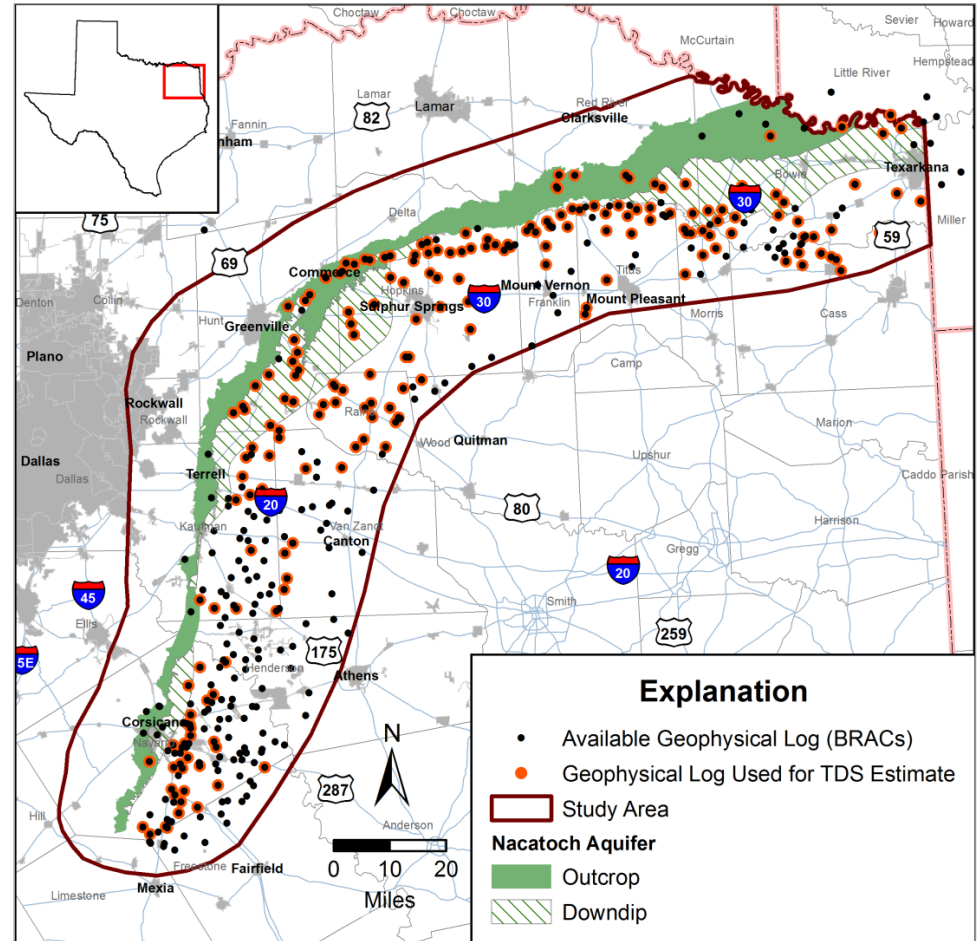 Choctaw
Choctaw
Sevier
Howard
McCurtain
Hempstead
Little River
Lamar
Lamar
Red River
Clarksville
82
Fannin
nham
Bowie
Texarkana
30
75
Delta
Miller
59
69
Commerce
Denton
Collin
Hopkins
Mount Vernon
Titus
Sulphur Springs
30
Franklin
Mount Pleasant
Hunt
Greenville
Morris
Cass
Plano
Camp
Rockwall
Rockwall
Rains
Marion
Wood
Quitman
Dallas
Upshur
Dallas
Terrell
Caddo Parish
20
80
Kaufman
Van Zandt
Canton
Harrison
Gregg
20
45
Smith
Ellis
259
5E
175
Henderson
Athens
Corsicana
Navarro
N
287
Hill
Anderson
Freestone
Fairfield
Mexia
Limestone
0 10 20
Miles
Explanation
Available Geophysical Log (BRACs)
Geophysical Log Used for TDS Estimate
Study Area
Nacatoch Aquifer
Outcrop
Downdip